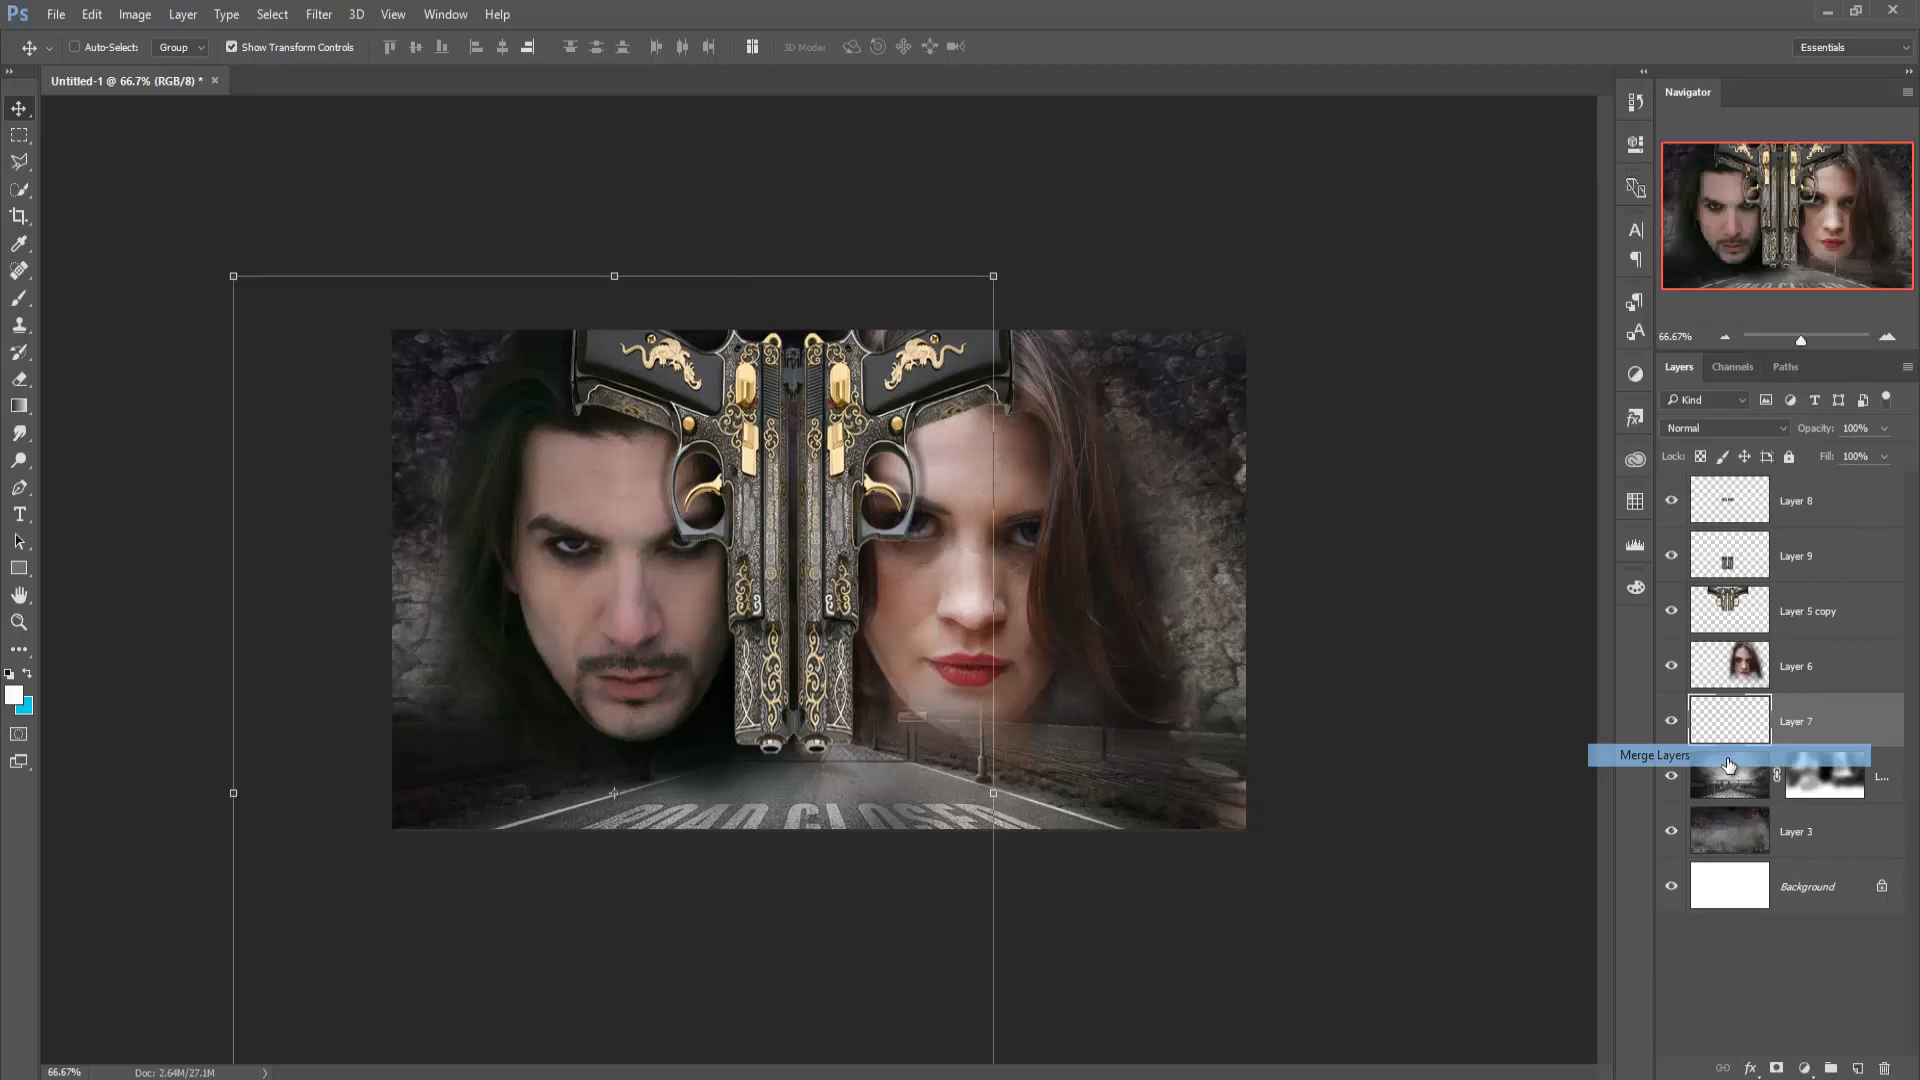 Ps File Edit Image Layer Type Select Filter 3D View Window Help
Auto-Select: Group Show Transform Controls 3D Mode: Essentials
Untitled-1 @ 66.7% (RGB/8) * ×
Navigator
66.67%
Layers Channels Paths
Kind
Normal Opacity: 100%
Lock: Fill: 100%
Layer 8
Layer 9
Layer 5 copy
Layer 6
Layer 7
Merge Layers
L...
Layer 3
Background
ROAD CLOSED
66.67% Doc: 2.64M/27.1M